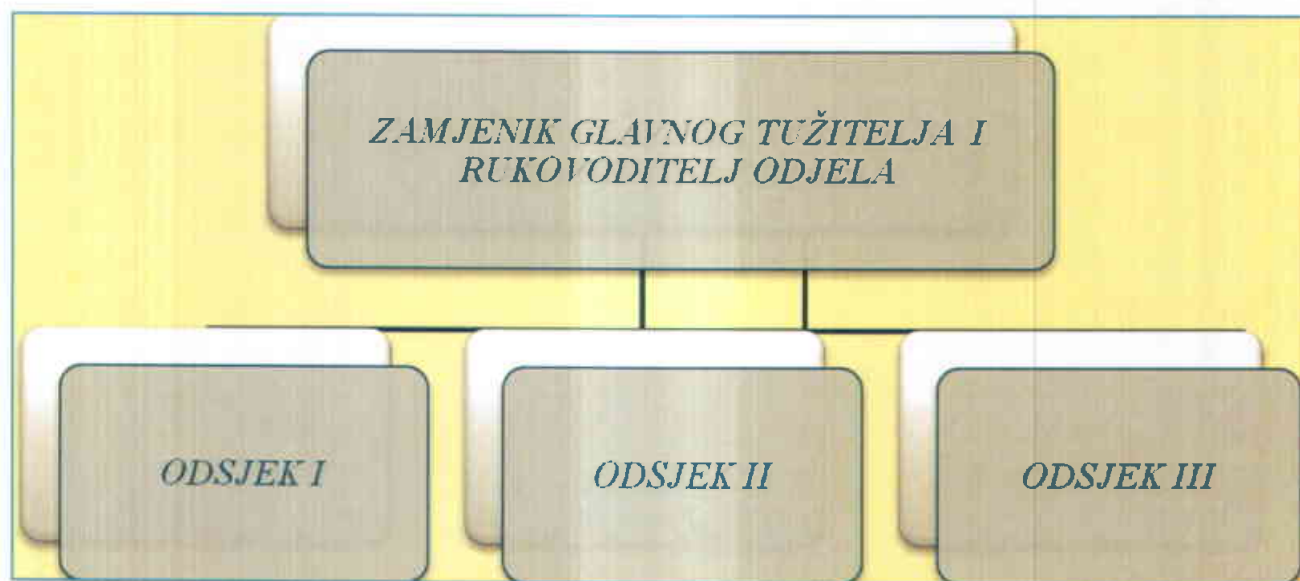 ZAMJENIK GLAVNOG TUŽITELJA I
RUKOVODITELJ ODJELA
ODSJEK I
ODSJEK II
ODSJEK III